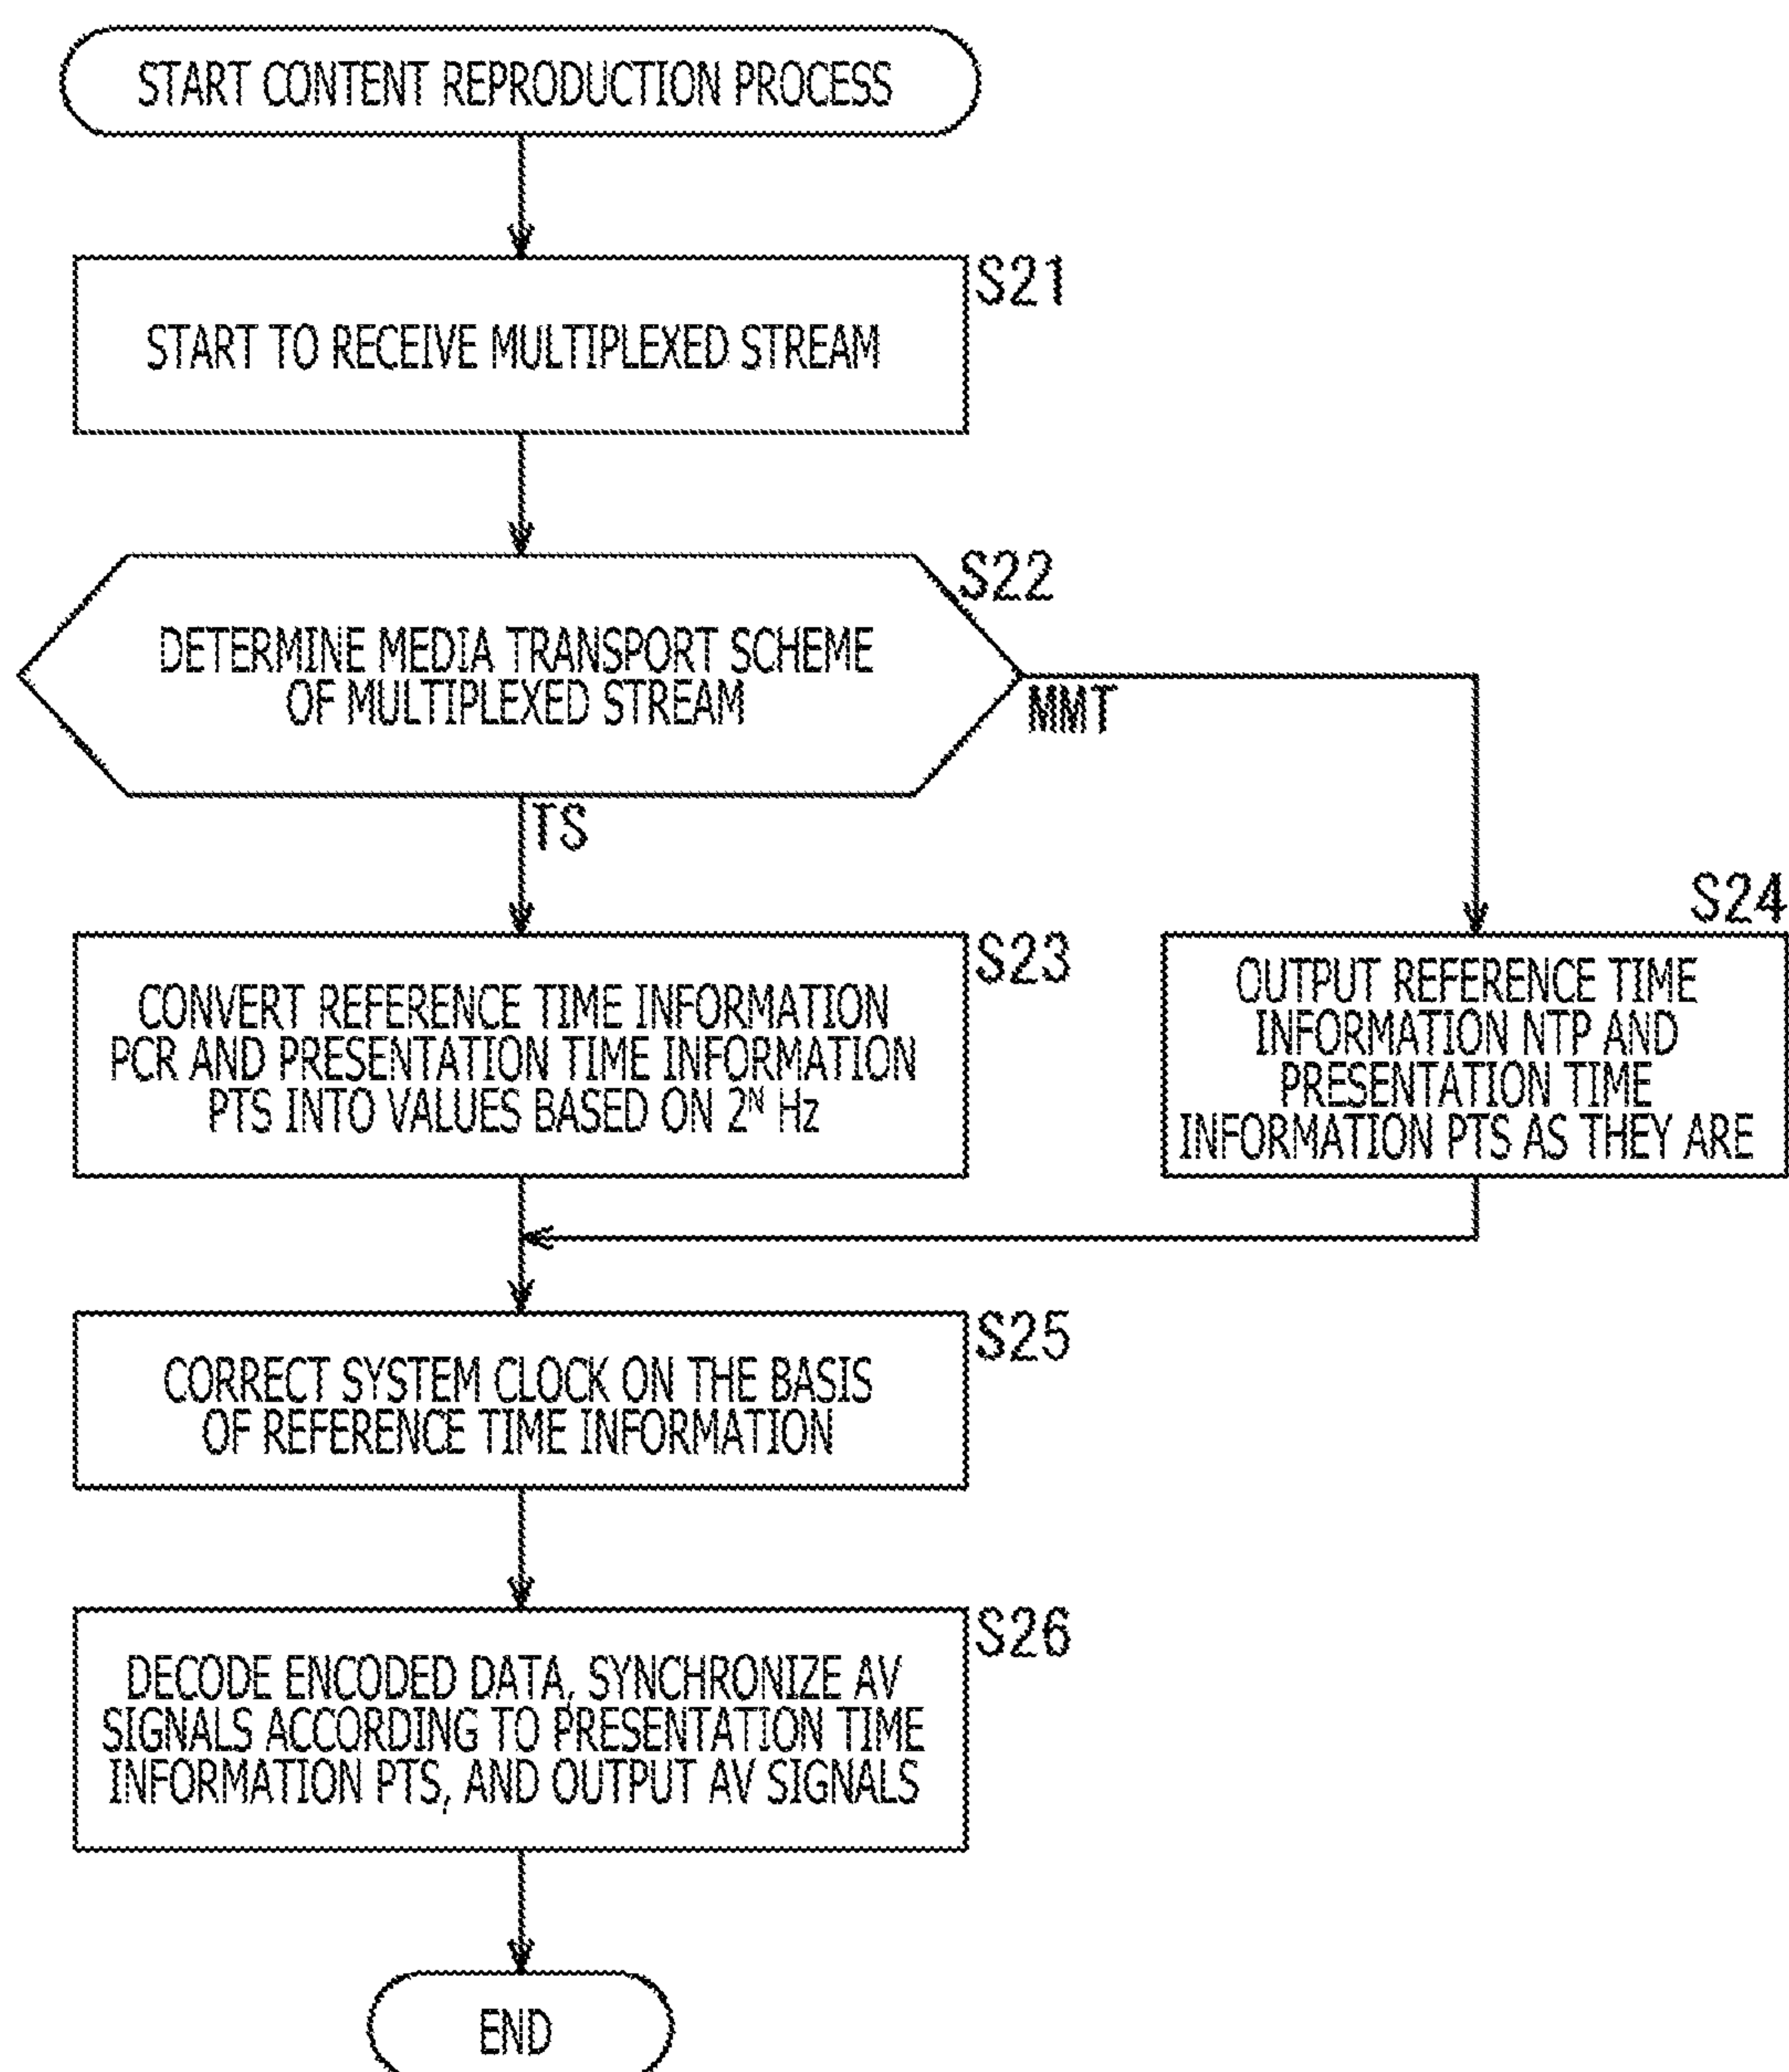 START CONTENT REPRODUCTION PROCESS
S21
START TO RECEIVE MULTIPLEXED STREAM
S22
DETERMINE MEDIA TRANSPORT SCHEME
OF MULTIPLEXED STREAM
MMT
TS
S23
CONVERT REFERENCE TIME INFORMATION
PCR AND PRESENTATION TIME INFORMATION
PTS INTO VALUES BASED ON 2ᴺ Hz
S24
OUTPUT REFERENCE TIME
INFORMATION NTP AND
PRESENTATION TIME
INFORMATION PTS AS THEY ARE
S25
CORRECT SYSTEM CLOCK ON THE BASIS
OF REFERENCE TIME INFORMATION
S26
DECODE ENCODED DATA, SYNCHRONIZE AV
SIGNALS ACCORDING TO PRESENTATION TIME
INFORMATION PTS, AND OUTPUT AV SIGNALS
END